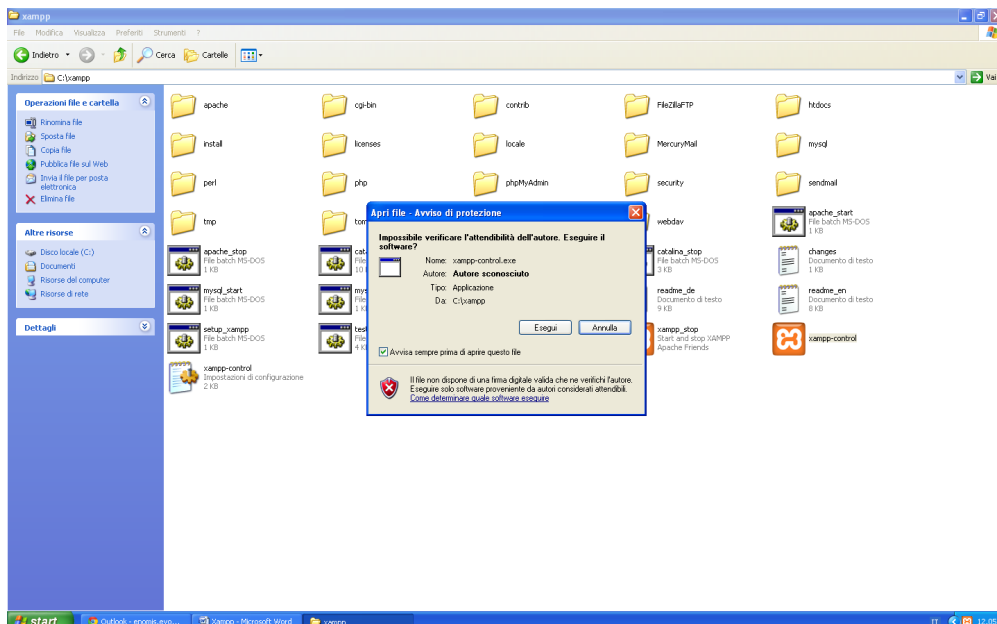 xampp
File Modifica Visualizza Preferiti Strumenti ?
Indietro Cerca Cartelle
Indirizzo C:\xampp Vai
Operazioni file e cartella
Rinomina file
Sposta file
Copia file
Pubblica file sul Web
Invia il file per posta
elettronica
Elimina file
Altre risorse
Disco locale (C:)
Documenti
Risorse del computer
Risorse di rete
Dettagli
apache cgi-bin contrib FileZillaFTP htdocs
install licenses locale MercuryMail mysql
perl php phpMyAdmin security sendmail
tmp webdav apache_start
File batch MS-DOS
1 KB
apache_stop
File batch MS-DOS
1 KB
catalina_stop
File batch MS-DOS
3 KB
changes
Documento di testo
1 KB
mysql_start
File batch MS-DOS
1 KB
readme_de
Documento di testo
9 KB
readme_en
Documento di testo
8 KB
setup_xampp
File batch MS-DOS
1 KB
xampp_stop
Start and stop XAMPP
Apache Friends
xampp-control
xampp-control
Impostazioni di configurazione
2 KB
Apri file - Avviso di protezione
Impossibile verificare l'attendibilità dell'autore. Eseguire il
software?
Nome: xampp-control.exe
Autore: Autore sconosciuto
Tipo: Applicazione
Da: C:\xampp
Esegui Annulla
Avvisa sempre prima di aprire questo file
Il file non dispone di una firma digitale valida che ne verifichi l'autore.
Eseguire solo software proveniente da autori considerati attendibili.
Come determinare quale software eseguire
start Outlook - enomis.evo... Xampp - Microsoft Word xampp IT 12.05